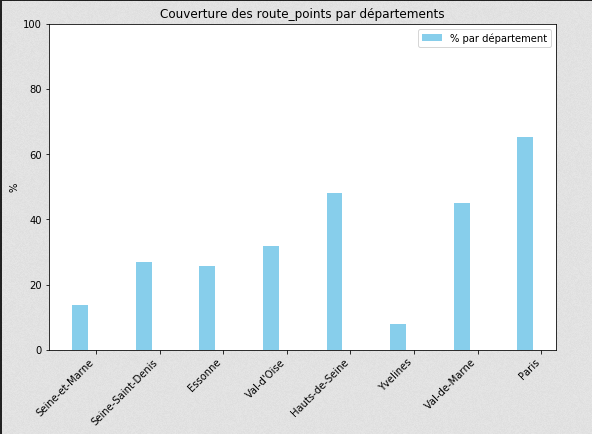 Couverture des route_points par départements
% par département
%
100
80
60
40
20
0
Seine-et-Marne
Seine-Saint-Denis
Essonne
Val-d'Oise
Hauts-de-Seine
Yvelines
Val-de-Marne
Paris